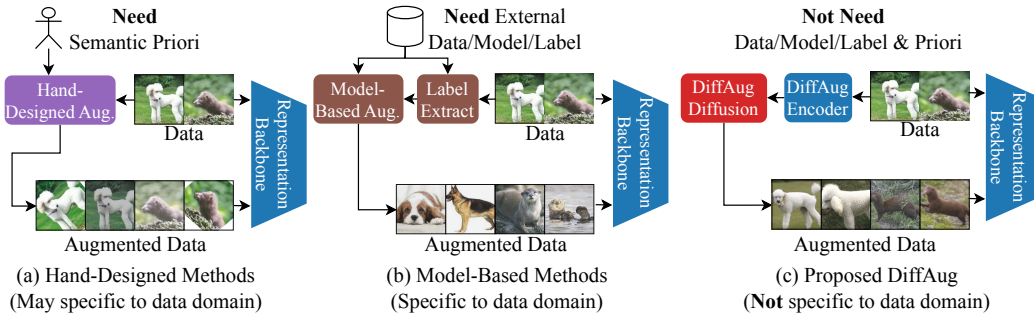 Need
Semantic Priori
Hand-
Designed Aug.
Data
Representation
Backbone
Augmented Data
(a) Hand-Designed Methods
(May specific to data domain)
Need External
Data/Model/Label
Model-
Based Aug.
Label
Extract
Data
Representation
Backbone
Augmented Data
(b) Model-Based Methods
(Specific to data domain)
Not Need
Data/Model/Label & Priori
DiffAug
Diffusion
DiffAug
Encoder
Data
Representation
Backbone
Augmented Data
(c) Proposed DiffAug
(Not specific to data domain)